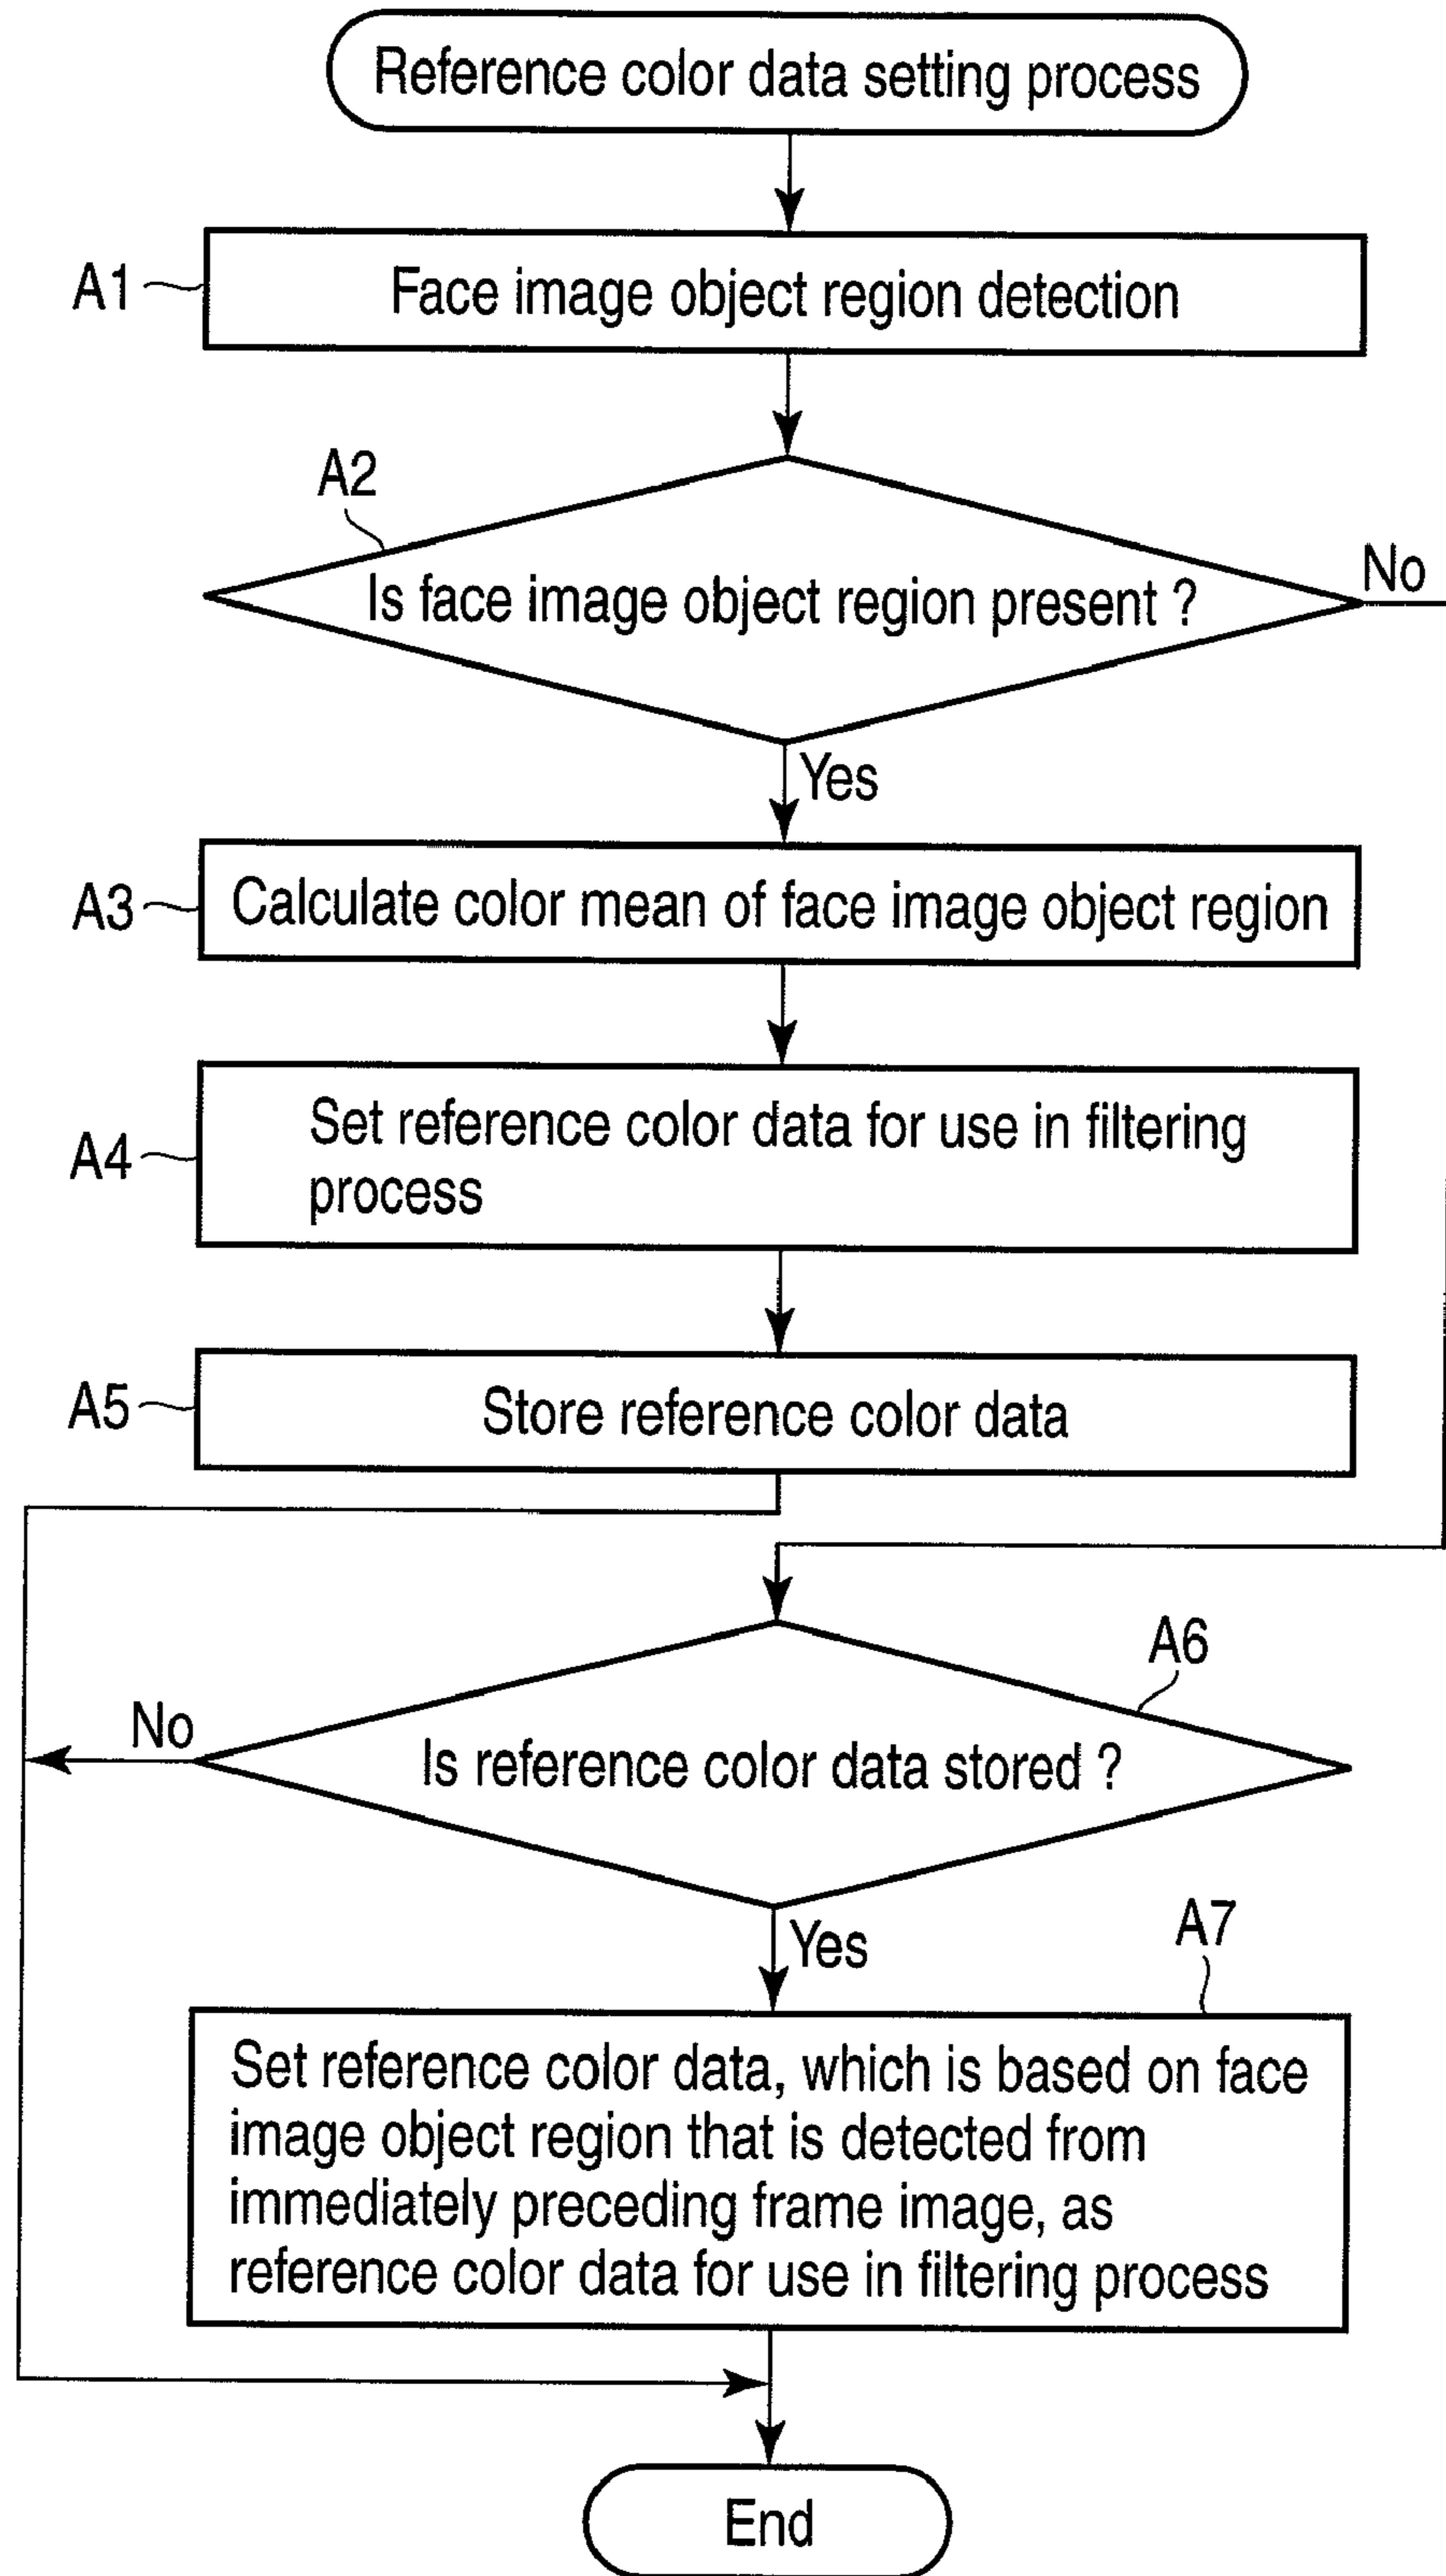 Reference color data setting process
A1
Face image object region detection
A2
Is face image object region present ?
No
Yes
A3
Calculate color mean of face image object region
A4
Set reference color data for use in filtering
process
A5
Store reference color data
A6
No
Is reference color data stored ?
Yes
A7
Set reference color data, which is based on face
image object region that is detected from
immediately preceding frame image, as
reference color data for use in filtering process
End